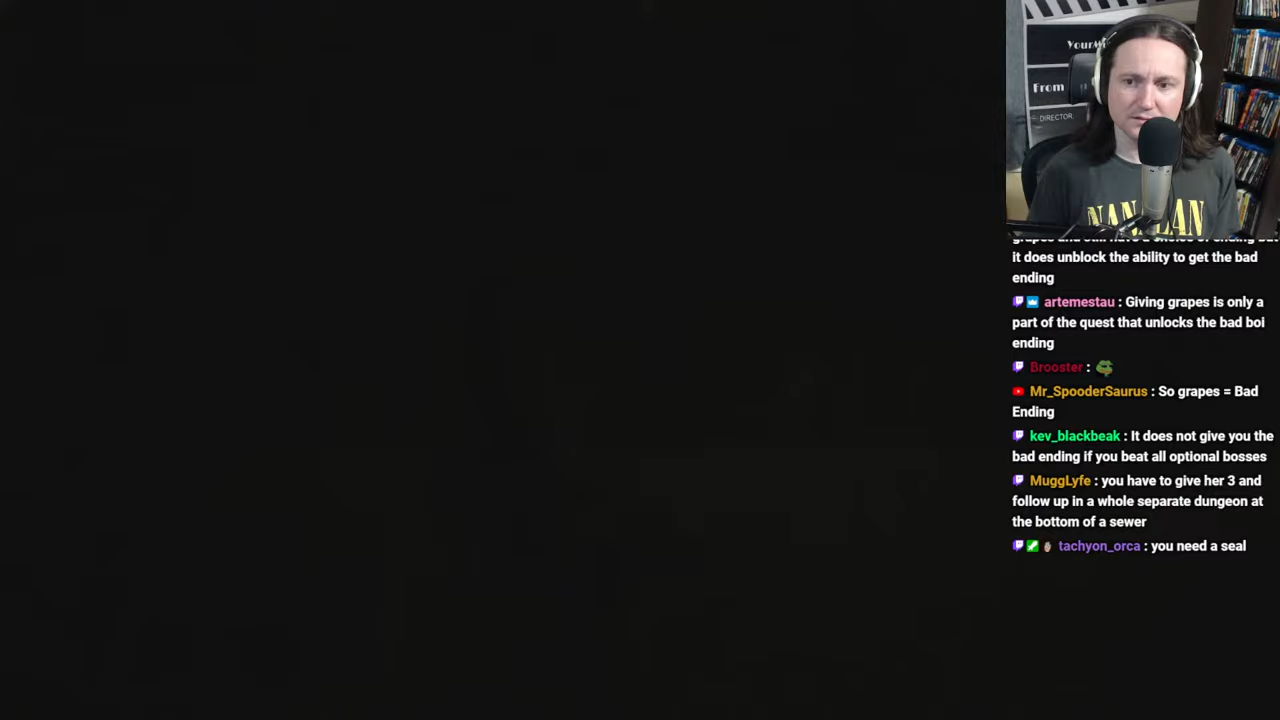 From
DIRECTOR
it does unblock the ability to get the bad
ending
artemestau : Giving grapes is only a
part of the quest that unlocks the bad boi
ending
Brooster :
Mr_SpooderSaurus : So grapes = Bad
Ending
kev_blackbeak : It does not give you the
bad ending if you beat all optional bosses
MuggLyfe : you have to give her 3 and
follow up in a whole separate dungeon at
the bottom of a sewer
tachyon_orca : you need a seal